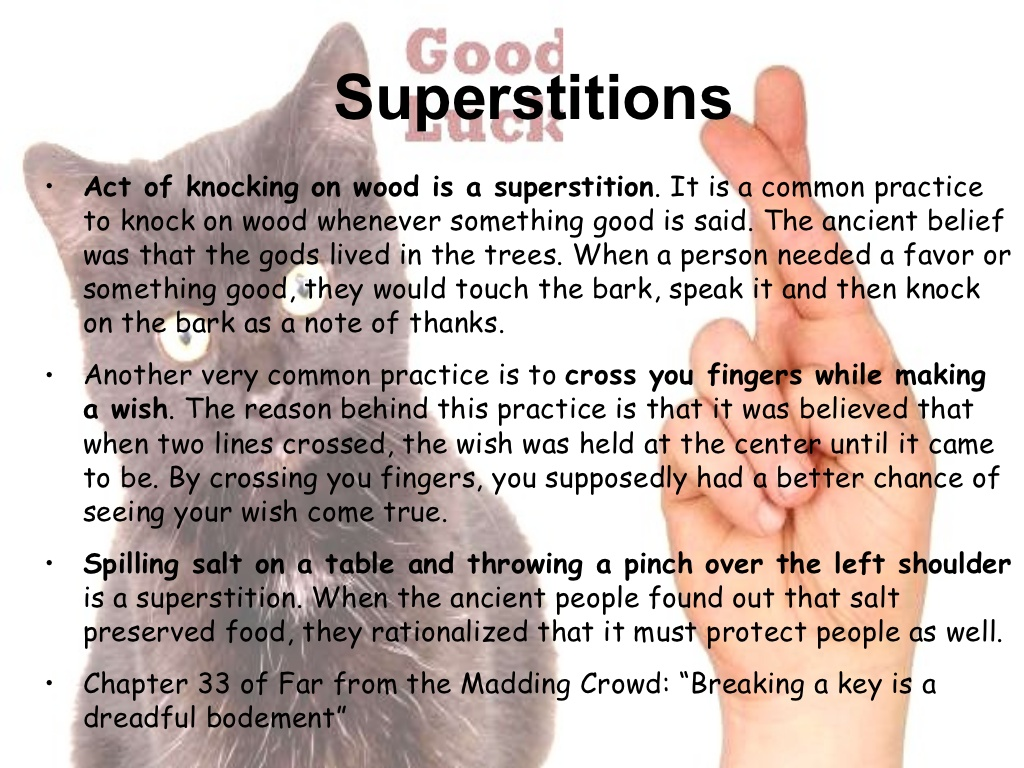 Good
Luck
Superstitions
• Act of knocking on wood is a superstition. It is a common practice
to knock on wood whenever something good is said. The ancient belief
was that the gods lived in the trees. When a person needed a favor or
something good, they would touch the bark, speak it and then knock
on the bark as a note of thanks.
• Another very common practice is to cross you fingers while making
a wish. The reason behind this practice is that it was believed that
when two lines crossed, the wish was held at the center until it came
to be. By crossing you fingers, you supposedly had a better chance of
seeing your wish come true.
• Spilling salt on a table and throwing a pinch over the left shoulder
is a superstition. When the ancient people found out that salt
preserved food, they rationalized that it must protect people as well.
• Chapter 33 of Far from the Madding Crowd: “Breaking a key is a
dreadful bodement”